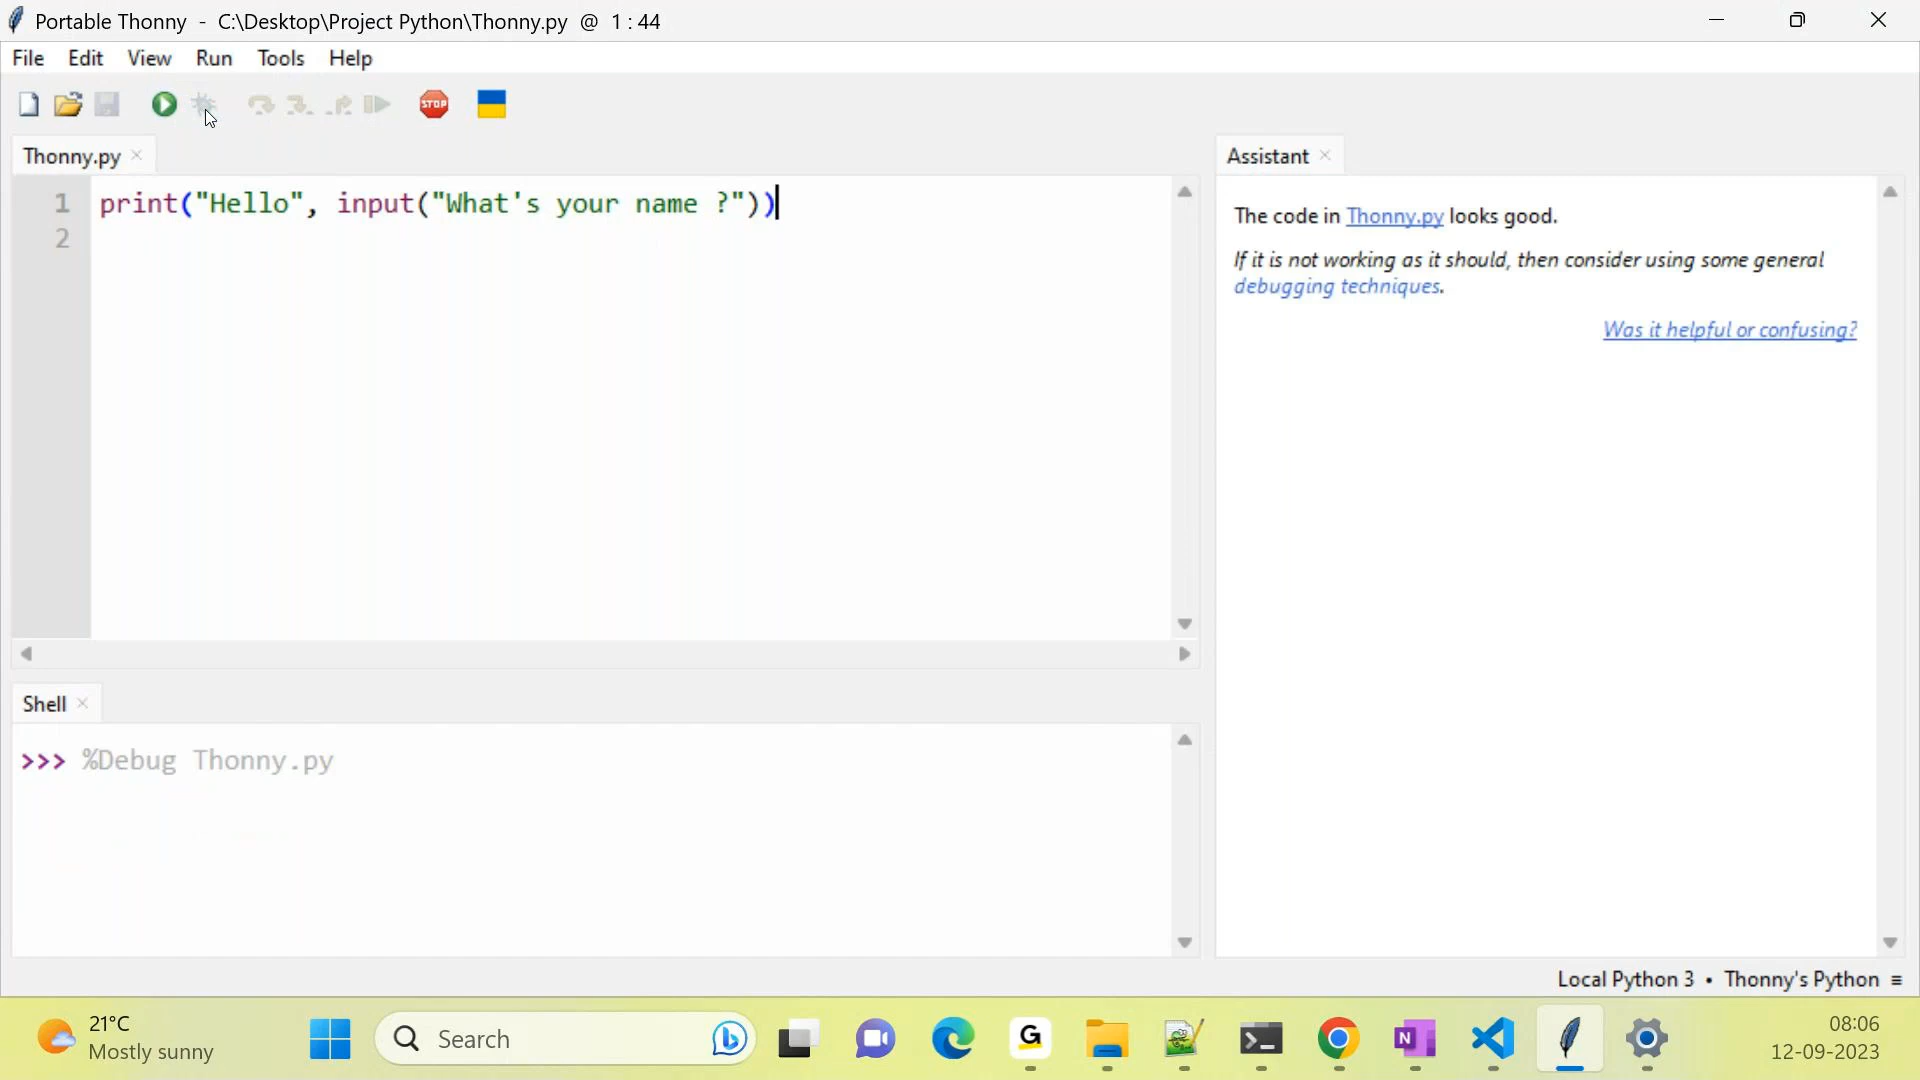 Portable Thonny - C:\Desktop\Project Python\Thonny.py @ 1 : 44
File Edit View Run Tools Help
STOP
Thonny.py ×
1 print("Hello", input("What's your name ?"))
2
Assistant ×
The code in Thonny.py looks good.
If it is not working as it should, then consider using some general
debugging techniques.
Was it helpful or confusing?
Shell ×
>>> %Debug Thonny.py
Local Python 3 • Thonny's Python ≡
21°C
Mostly sunny
Search
G
N
08:06
12-09-2023